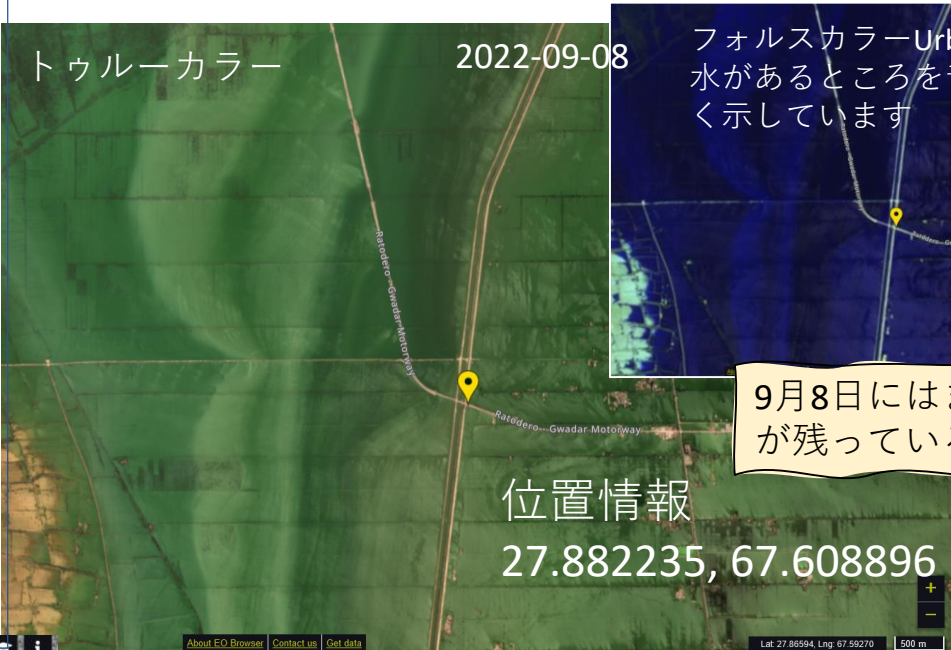 トゥルーカラー
2022-09-08
フォルスカラー
水があるところを
く示しています
Ratodero - Gwadar Motorway
Ratodero - Gwadar Motorway
9月8日には
が残ってい
位置情報
27.882235, 67.608896
+
−
About EO Browser
Contact us
Get data
Lat: 27.86594, Lng: 67.59270
500 m